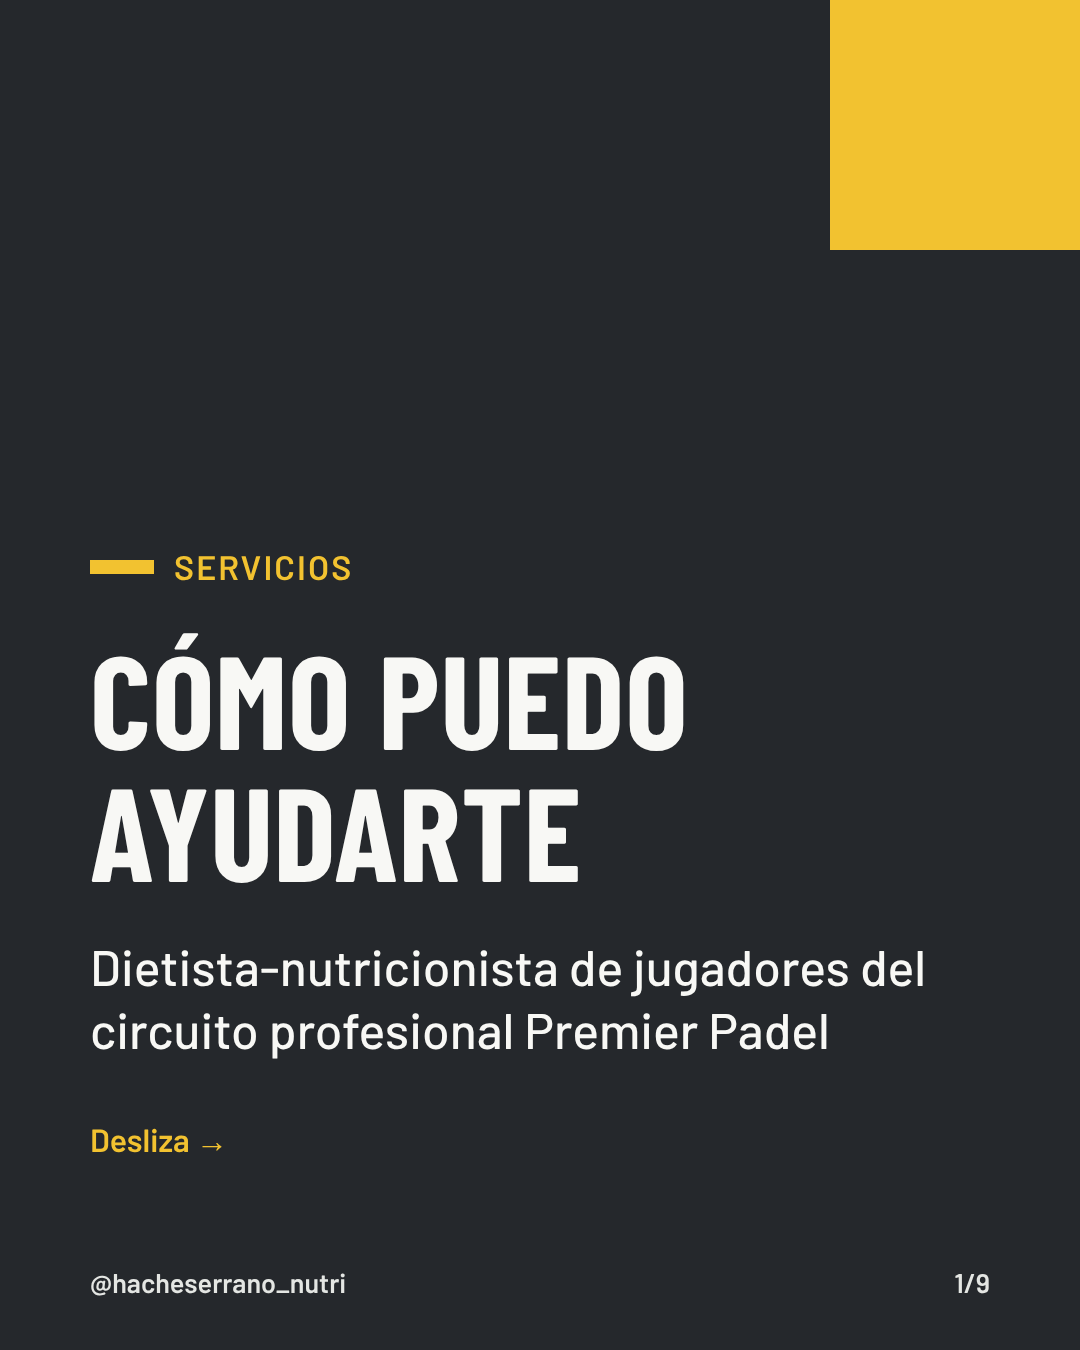 SERVICIOS
CÓMO PUEDO
AYUDARTE
Dietista-nutricionista de jugadores del
circuito profesional Premier Padel
Desliza →
@hacheserrano_nutri
1/9